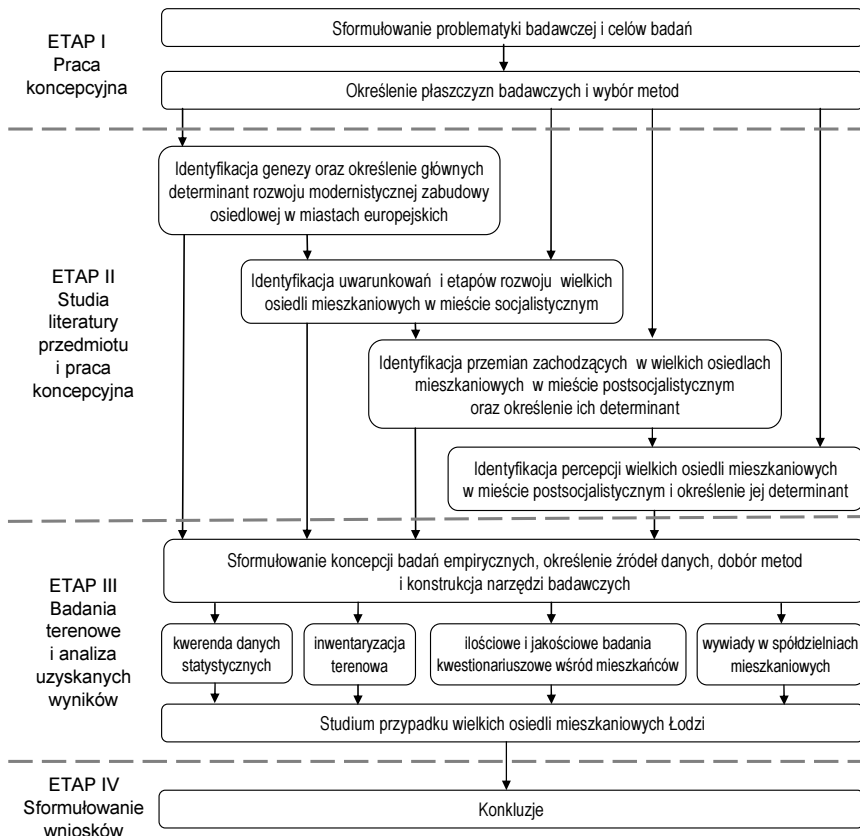 ETAP I
Praca
koncepcyjna
Sformułowanie problematyki badawczej i celów badań
Określenie płaszczyzn badawczych i wybór metod
ETAP II
Studia
literatury
przedmiotu
i praca
koncepcyjna
Identyfikacja genezy oraz określenie głównych
determinant rozwoju modernistycznej zabudowy
osiedlowej w miastach europejskich
Identyfikacja uwarunkowań i etapów rozwoju wielkich
osiedli mieszkaniowych w mieście socjalistycznym
Identyfikacja przemian zachodzących w wielkich osiedlach
mieszkaniowych w mieście postsocjalistycznym
oraz określenie ich determinant
Identyfikacja percepcji wielkich osiedli mieszkaniowych
w mieście postsocjalistycznym i określenie jej determinant
ETAP III
Badania
terenowe
i analiza
uzyskanych
wyników
Sformułowanie koncepcji badań empirycznych, określenie źródeł danych, dobór metod
i konstrukcja narzędzi badawczych
kwerenda danych
statystycznych
inwentaryzacja
terenowa
ilościowe i jakościowe badania
kwestionariuszowe wśród mieszkańców
wywiady w spółdzielniach
mieszkaniowych
Studium przypadku wielkich osiedli mieszkaniowych Łodzi
ETAP IV
Sformułowanie
wniosków
Konkluzje